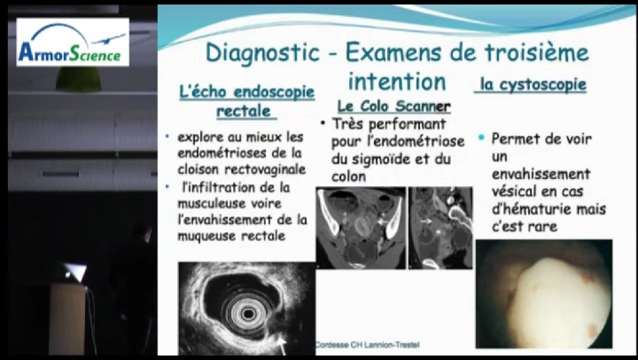 ArmorScience
Diagnostic - Examens de troisième
intention
L'écho endoscopie
rectale
• explore au mieux les
endométrioses de la
cloison rectovaginale
• l'infiltration de la
musculeuse voire
l'envahissement de la
muqueuse rectale
Le Colo Scanner
• Très performant
pour l'endométriose
du sigmoïde et du
colon
la cystoscopie
• Permet de voir
un
envahissement
vésical en cas
d'hématurie mais
c'est rare
Cordesse CH Lannion-Trestel